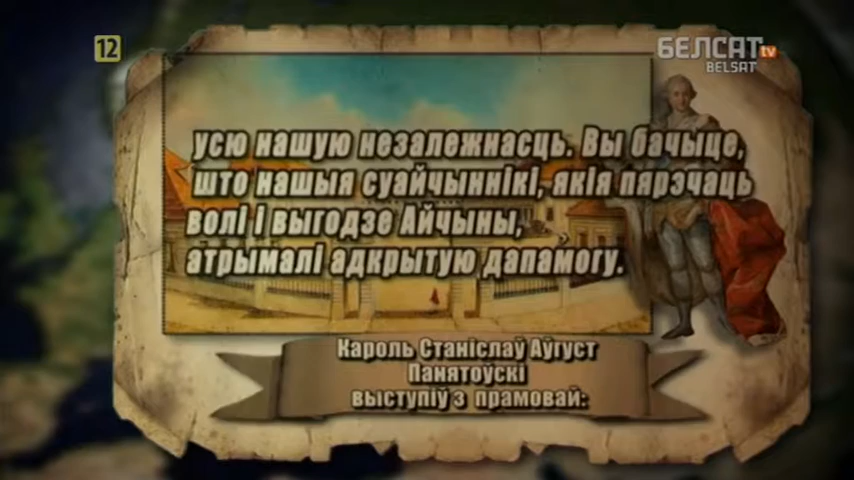 12
БЕЛСАТ tv
BELSAT
усю нашую незалежнасць. Вы бачыце,
што нашыя суайчыннікі, якія пярэчаць
волі і выгодзе Айчыны,
атрымалі адкрытую дапамогу.
Кароль Станіслаў Аўгуст
Панятоўскі
выступіў з прамовай: